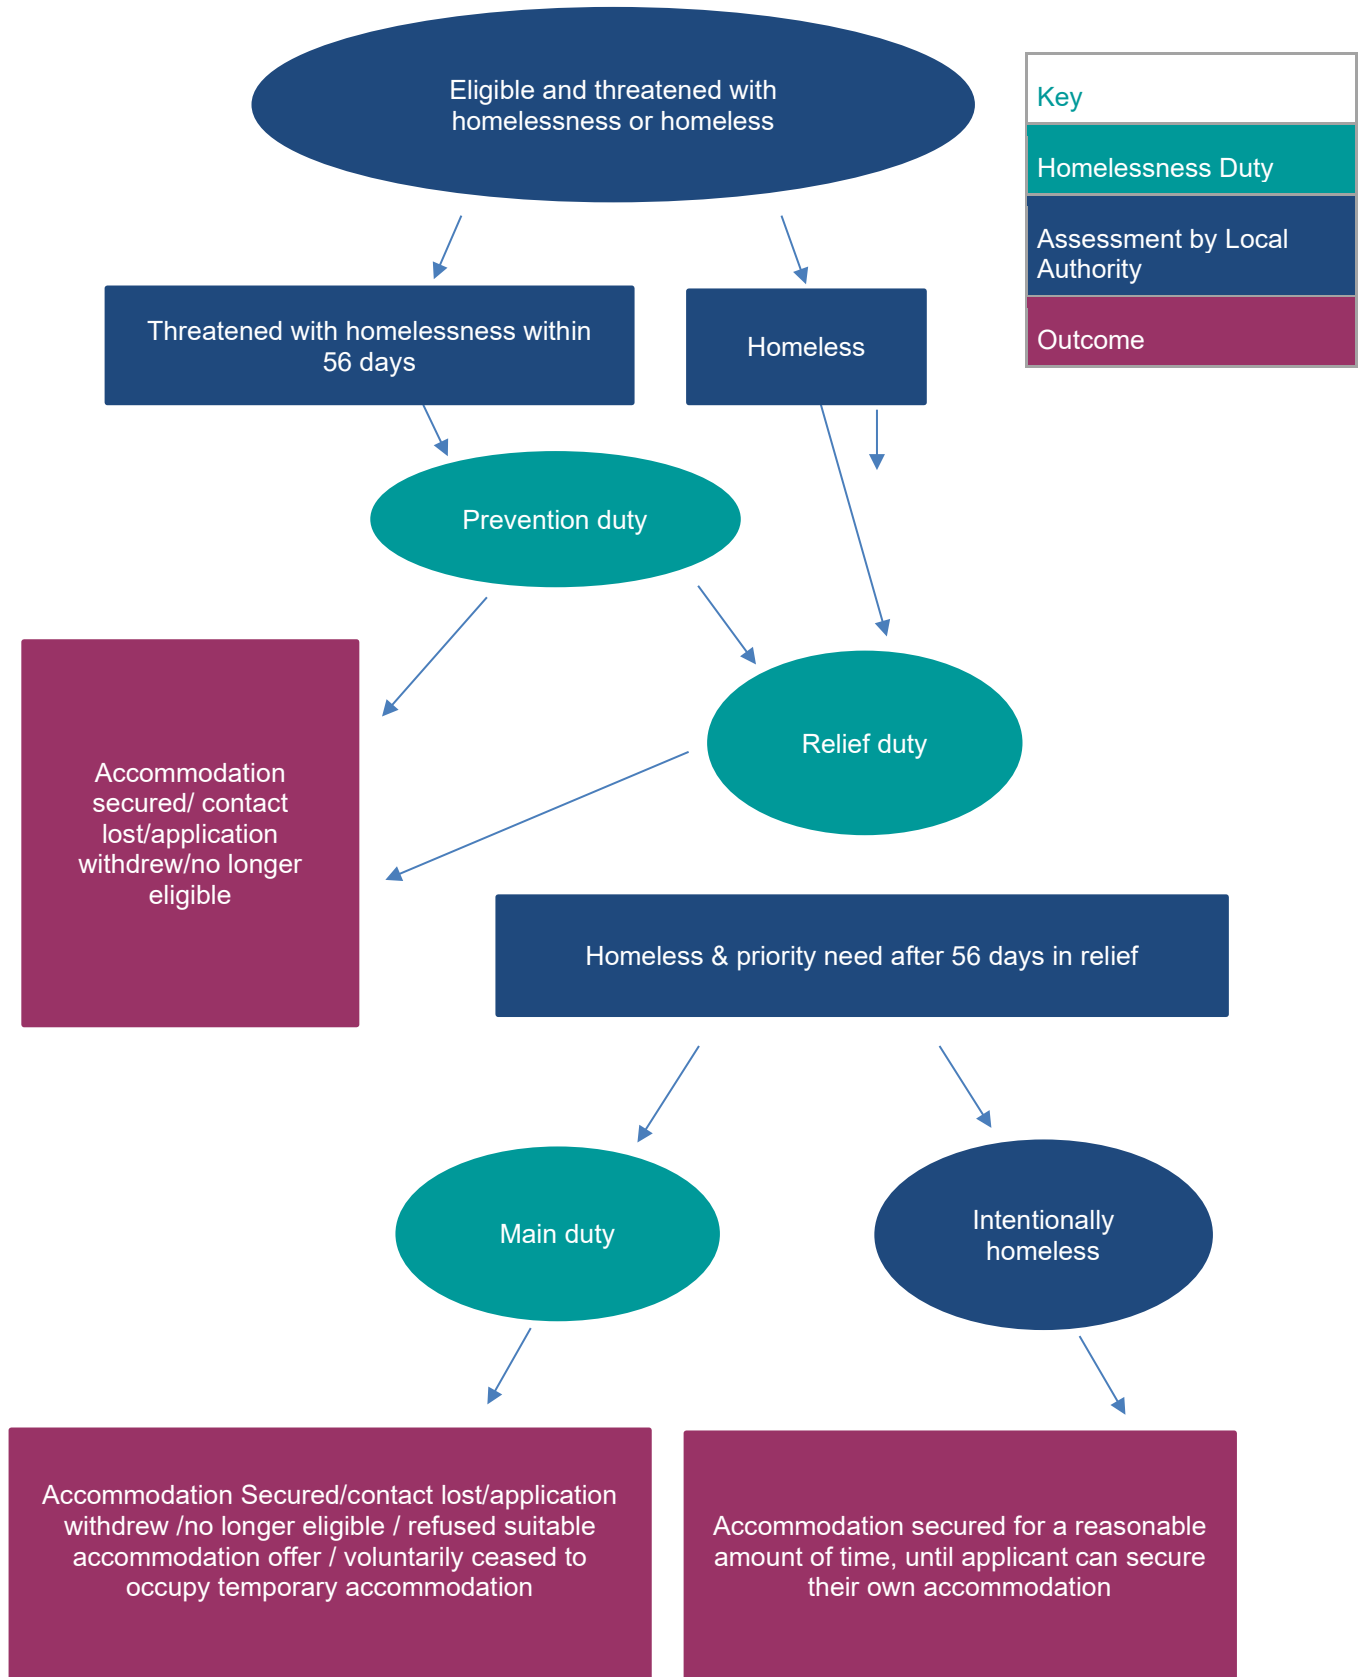 Eligible and threatened with
homelessness or homeless
Key
Homelessness Duty
Assessment by Local
Authority
Outcome
Threatened with homelessness within
56 days
Homeless
Prevention duty
Relief duty
Accommodation
secured/ contact
lost/application
withdrew/no longer
eligible
Homeless & priority need after 56 days in relief
Main duty
Intentionally
homeless
Accommodation Secured/contact lost/application
withdrew /no longer eligible / refused suitable
accommodation offer / voluntarily ceased to
occupy temporary accommodation
Accommodation secured for a reasonable
amount of time, until applicant can secure
their own accommodation